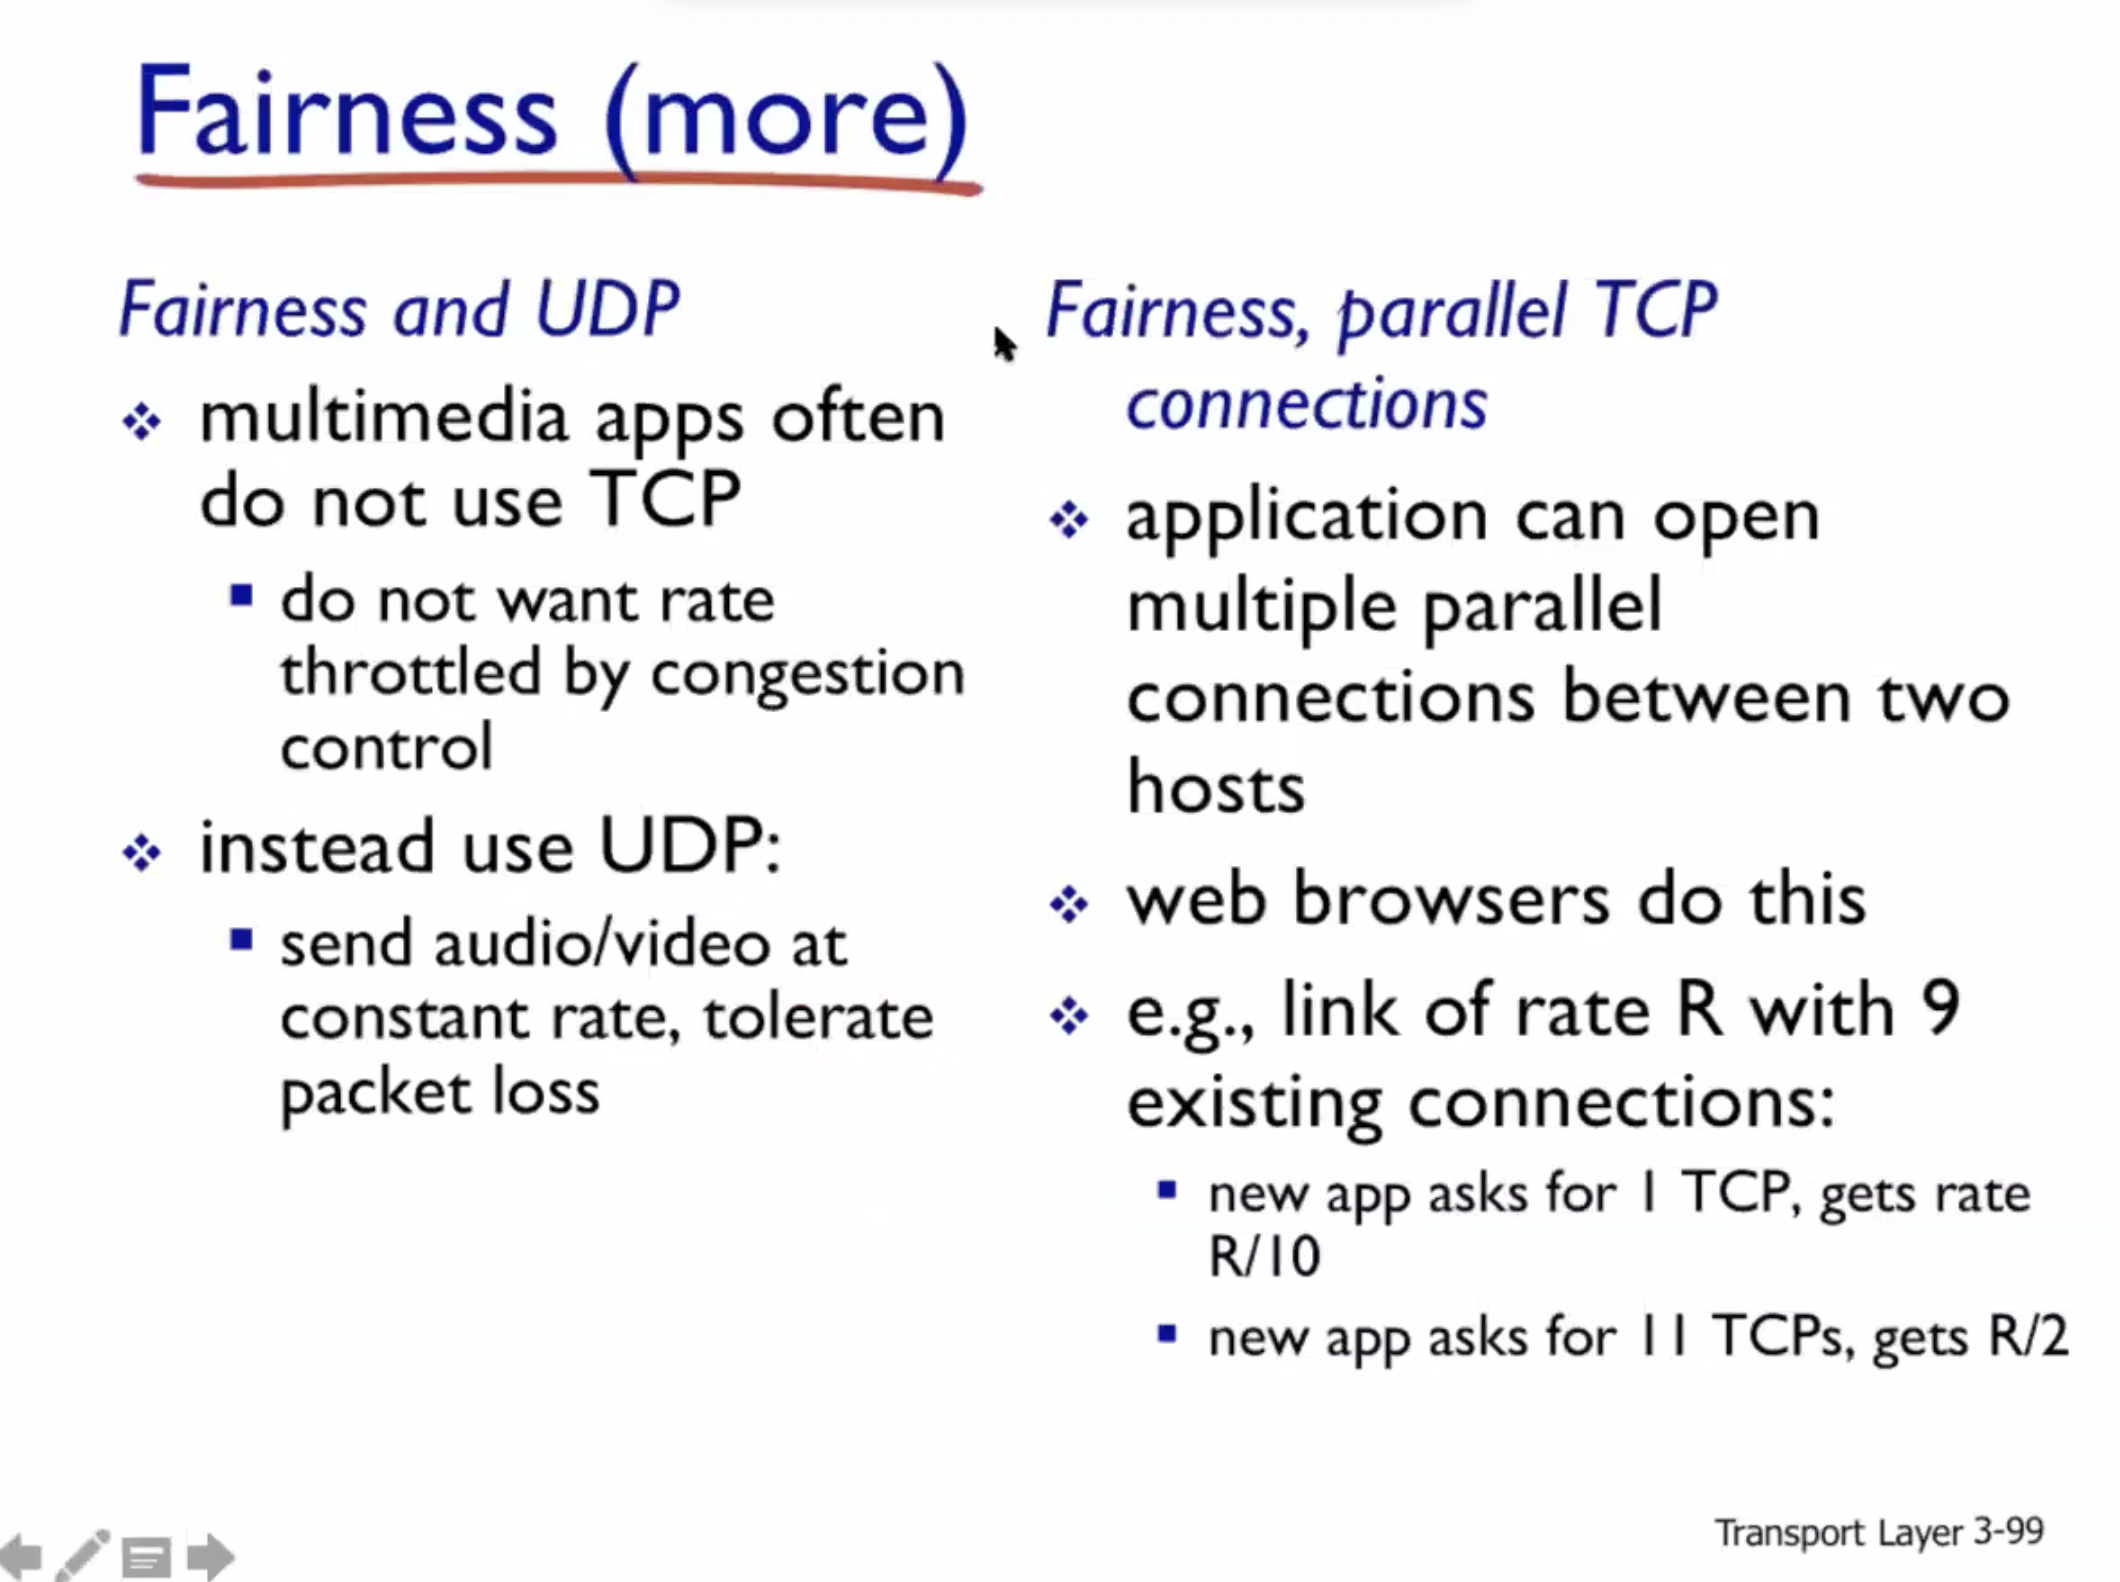 Fairness (more)
Fairness and UDP
multimedia apps often
do not use TCP
do not want rate
throttled by congestion
control
instead use UDP:
send audio/video at
constant rate, tolerate
packet loss
Fairness, parallel TCP
connections
application can open
multiple parallel
connections between two
hosts
web browsers do this
e.g., link of rate R with 9
existing connections:
new app asks for 1 TCP, gets rate
R/10
new app asks for 11 TCPs, gets R/2
Transport Layer 3-99